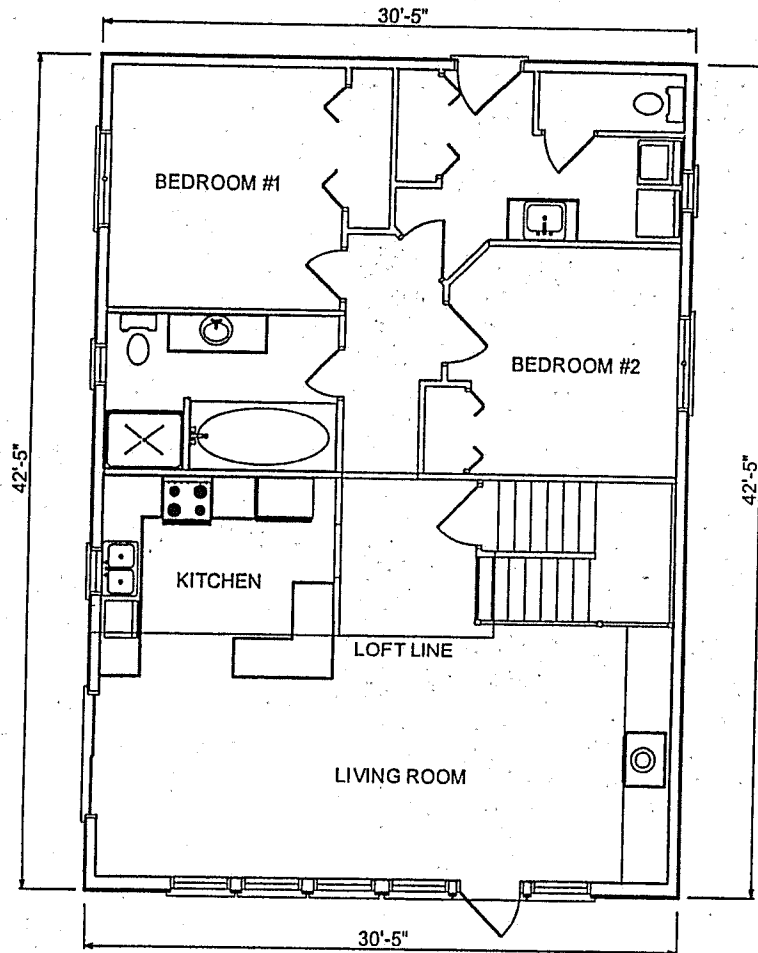 30'-5"
BEDROOM #1
BEDROOM #2
42'-5"
42'-5"
KITCHEN
LOFT LINE
LIVING ROOM
30'-5"